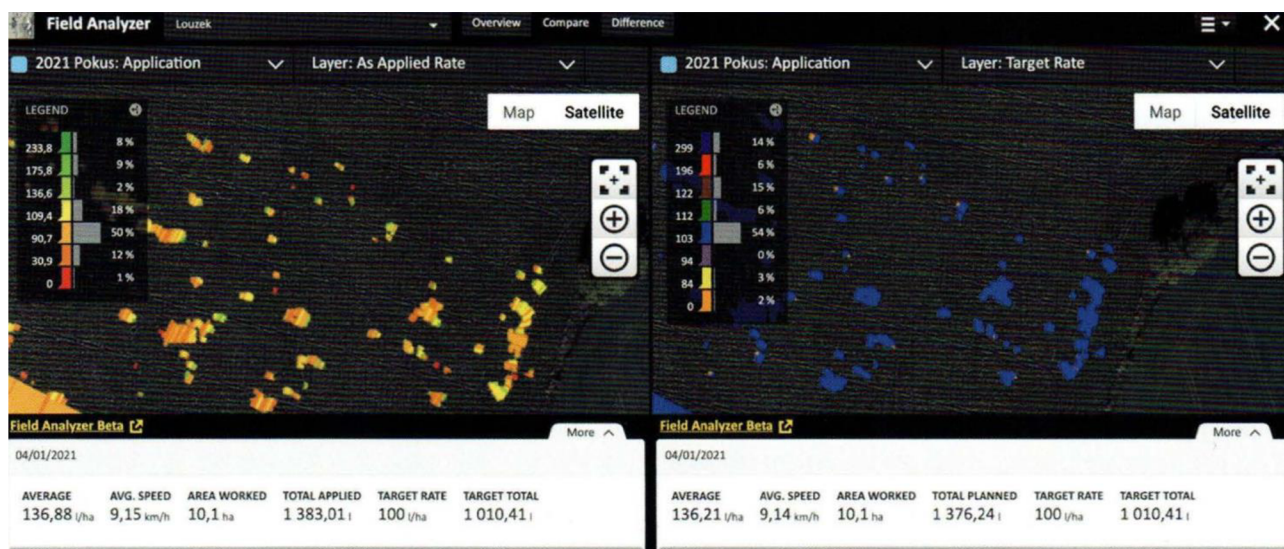 Field Analyzer Louzek Overview Compare Difference
2021 Pokus: Application Layer: As Applied Rate
LEGEND
233,8 8 %
175,8 9 %
136,6 2 %
109,4 18 %
90,7 50 %
30,9 12 %
0 1 %
Map Satellite
Field Analyzer Beta
More
04/01/2021
AVERAGE AVG. SPEED AREA WORKED TOTAL APPLIED TARGET RATE TARGET TOTAL
136,88 l/ha 9,15 km/h 10,1 ha 1 383,01 l 100 l/ha 1 010,41 l
2021 Pokus: Application Layer: Target Rate
LEGEND
299 14 %
196 6 %
122 15 %
112 6 %
103 54 %
94 0 %
84 3 %
0 2 %
Map Satellite
Field Analyzer Beta
More
04/01/2021
AVERAGE AVG. SPEED AREA WORKED TOTAL PLANNED TARGET RATE TARGET TOTAL
136,21 l/ha 9,14 km/h 10,1 ha 1 376,24 l 100 l/ha 1 010,41 l